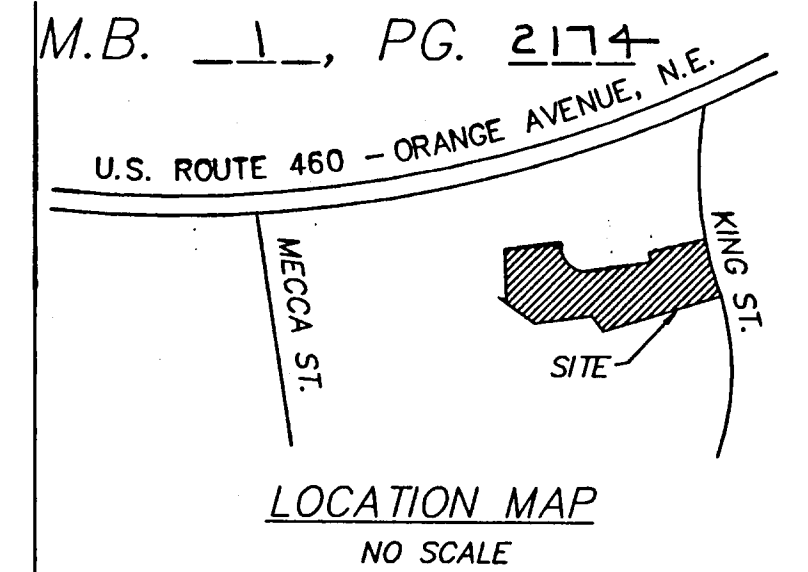 M.B. 1, PG. 2174
U.S. ROUTE 460 - ORANGE AVENUE, N.E.
MECCA ST.
KING ST.
SITE
LOCATION MAP
NO SCALE